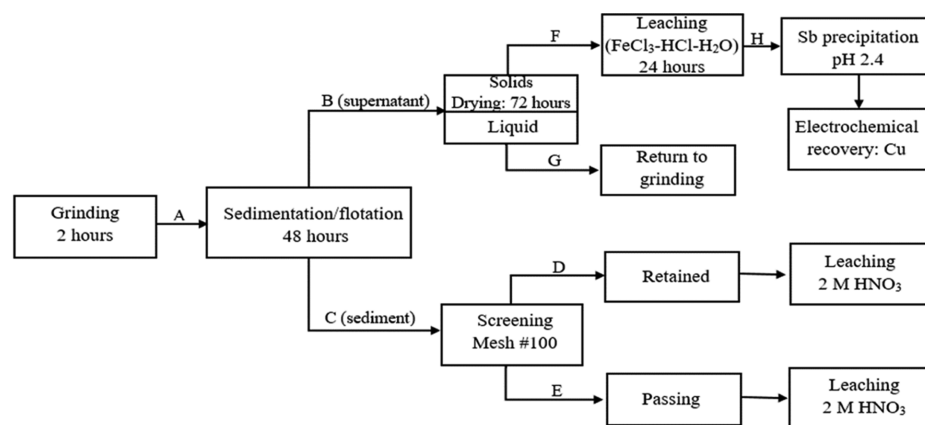 Grinding
2 hours
A
Sedimentation/flotation
48 hours
B (supernatant)
Solids
Drying: 72 hours
Liquid
F
Leaching
(FeCl₃-HCl-H₂O)
24 hours
H
Sb precipitation
pH 2.4
Electrochemical
recovery: Cu
G
Return to
grinding
C (sediment)
Screening
Mesh #100
D
Retained
Leaching
2 M HNO₃
E
Passing
Leaching
2 M HNO₃